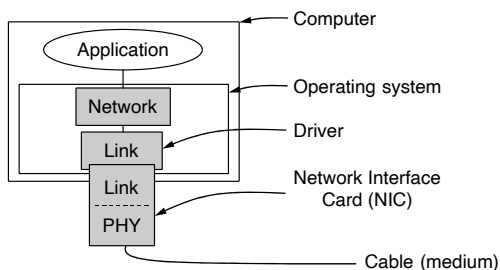 Computer
Application
Operating system
Network
Driver
Link
Link
Network Interface
Card (NIC)
PHY
Cable (medium)